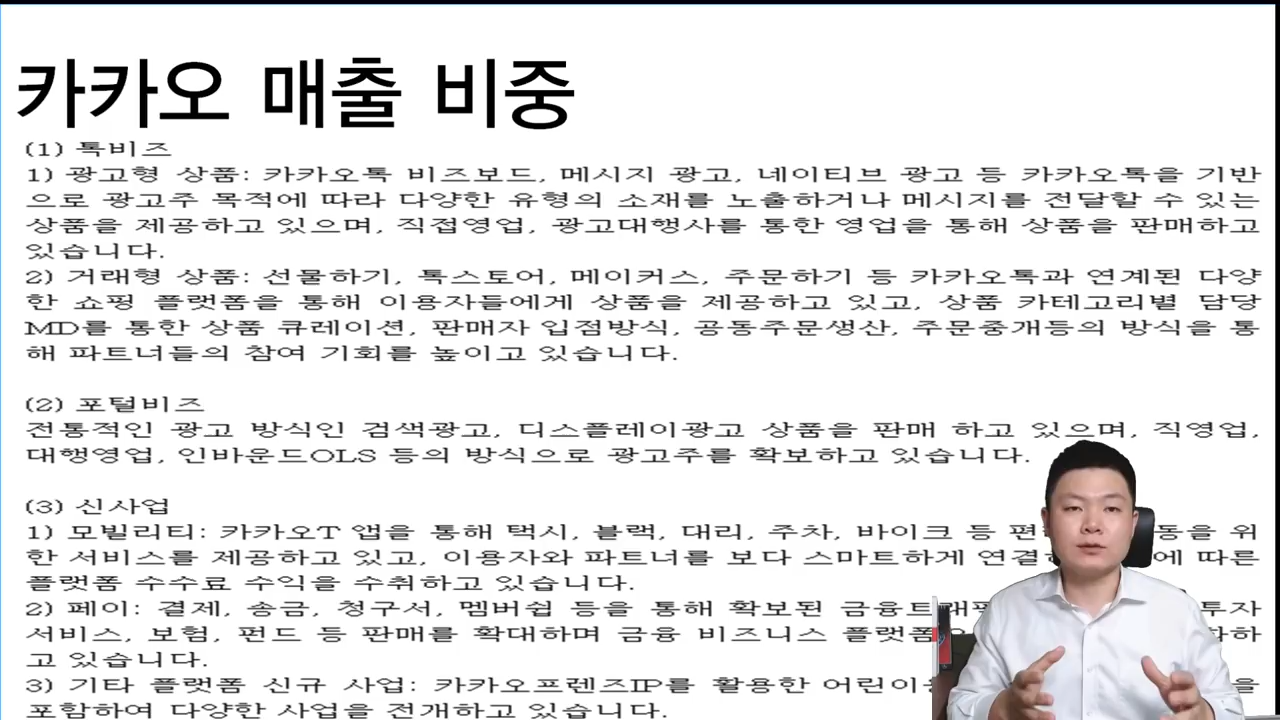 카카오 매출 비중
(1) 톡비즈
1) 광고형 상품: 카카오톡 비즈보드, 메시지 광고, 네이티브 광고 등 카카오톡을 기반
으로 광고주 목적에 따라 다양한 유형의 소재를 노출하거나 메시지를 전달할 수 있는
상품을 제공하고 있으며, 직접영업, 광고대행사를 통한 영업을 통해 상품을 판매하고
있습니다.
2) 거래형 상품: 선물하기, 톡스토어, 메이커스, 주문하기 등 카카오톡과 연계된 다양
한 쇼핑 플랫폼을 통해 이용자들에게 상품을 제공하고 있고, 상품 카테고리별 담당
MD를 통한 상품 큐레이션, 판매자 입점방식, 공동주문생산, 주문중개등의 방식을 통
해 파트너들의 참여 기회를 높이고 있습니다.
(2) 포털비즈
전통적인 광고 방식인 검색광고, 디스플레이광고 상품을 판매 하고 있으며, 직영업,
대행영업, 인바운드OLS 등의 방식으로 광고주를 확보하고 있습니다.
(3) 신사업
1) 모빌리티: 카카오T 앱을 통해 택시, 블랙, 대리, 주차, 바이크 등 위
한 서비스를 제공하고 있고, 이용자와 파트너를 보다 스마트하게 따른
플랫폼 수수료 수익을 수취하고 있습니다.
2) 페이: 결제, 송금, 청구서, 멤버쉽 등을 통해 확보된 투자
서비스, 보험, 펀드 등 판매를 확대하며 금융 비즈니스
고 있습니다.
3) 기타 플랫폼 신규 사업: 카카오프렌즈IP를 활용한 을
포함하여 다양한 사업을 전개하고 있습니다.